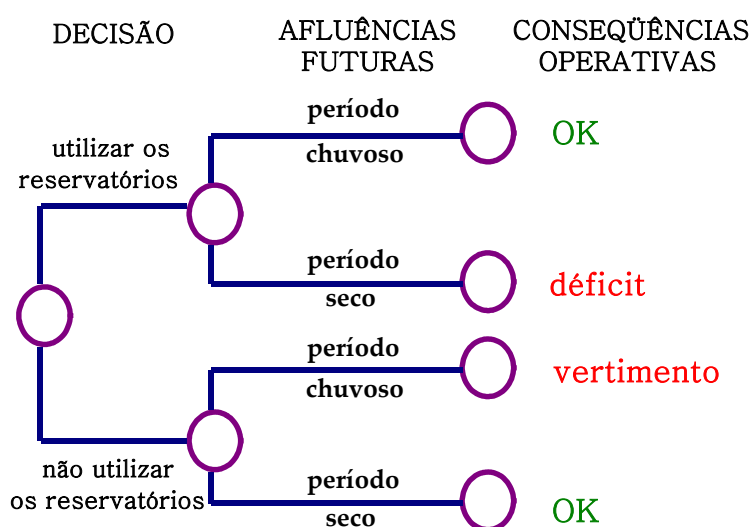 DECISÃO
AFLUÊNCIAS
FUTURAS
CONSEQÜÊNCIAS
OPERATIVAS
utilizar os
reservatórios
período
chuvoso
OK
período
seco
déficit
período
chuvoso
vertimento
não utilizar
os reservatórios
período
seco
OK